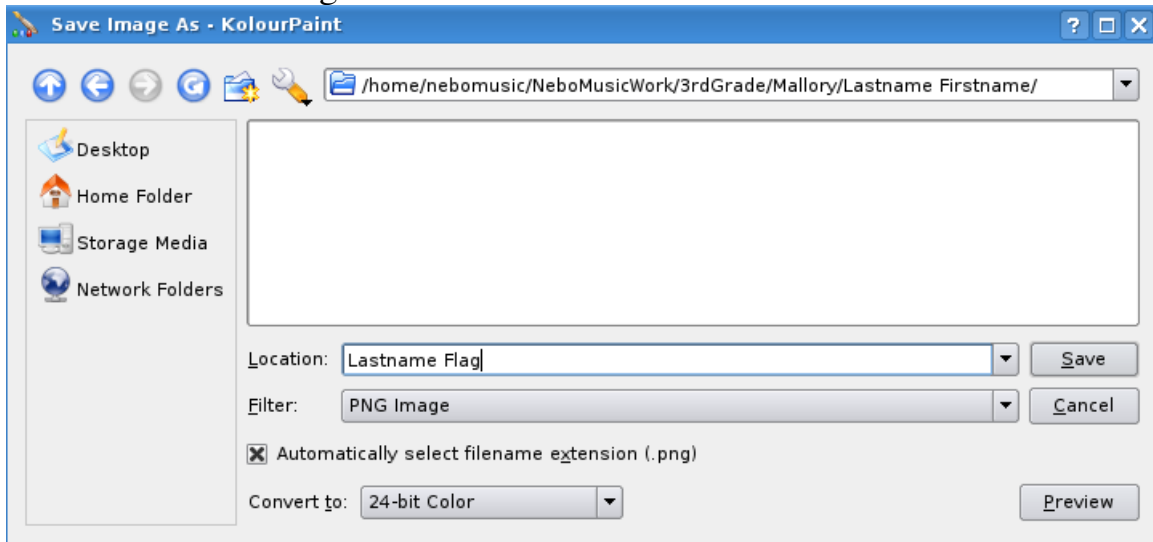 Save Image As - KolourPaint
/home/nebomusic/NeboMusicWork/3rdGrade/Mallory/Lastname Firstname/
Desktop
Home Folder
Storage Media
Network Folders
Location: Lastname Flag Save
Filter: PNG Image Cancel
Automatically select filename extension (.png)
Convert to: 24-bit Color Preview